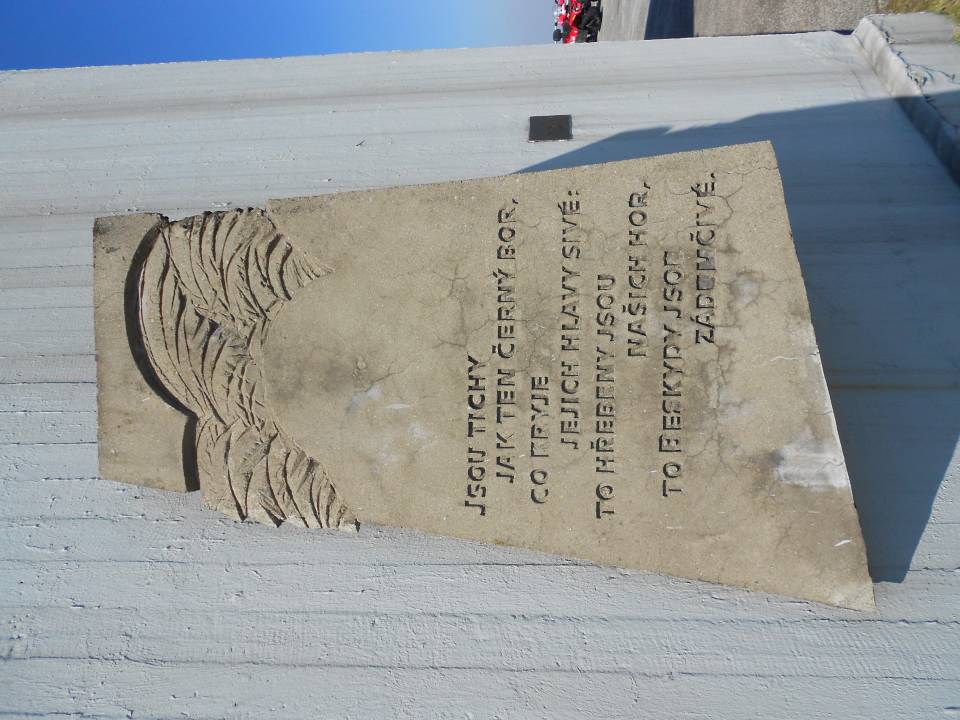 JSOU TICHY
JAK TEN ČERNÝ BOR,
CO KRYJE
JEJICH HLAVY SIVÉ:
TO HŘEBENY JSOU
NAŠICH HOR,
TO BESKYDY JSOU
ZÁDUMČIVÉ.